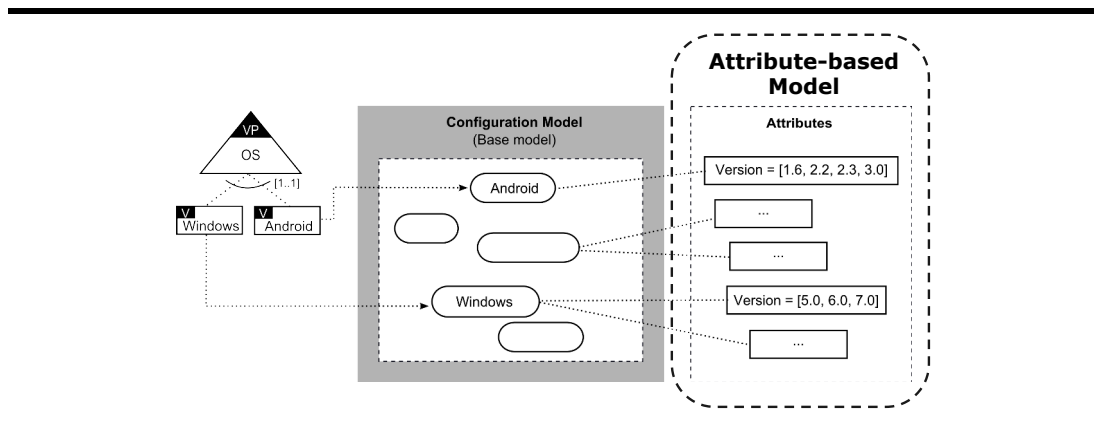 Attribute-based
Model
Configuration Model
(Base model)
Attributes
VP
OS
[1..1]
V
Windows
V
Android
Android
Windows
Version = [1.6, 2.2, 2.3, 3.0]
...
...
Version = [5.0, 6.0, 7.0]
...